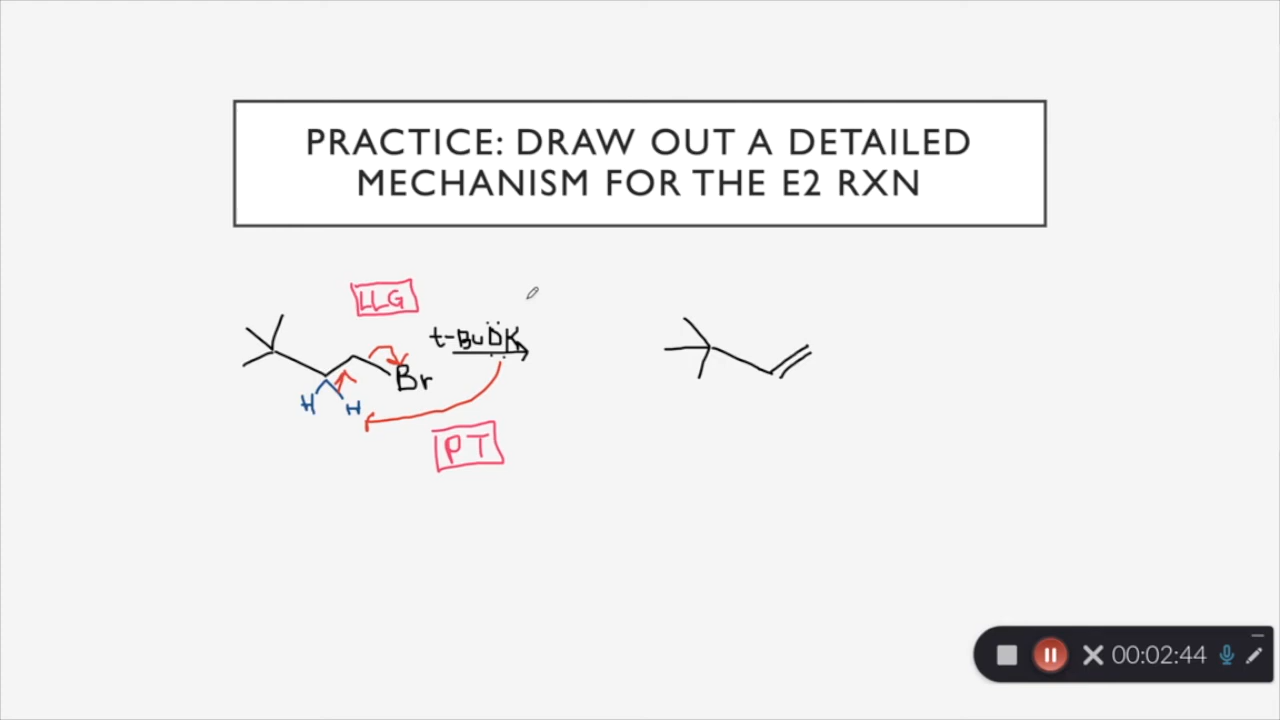 PRACTICE: DRAW OUT A DETAILED
MECHANISM FOR THE E2 RXN
LLG
t-BuOK
Br
H
H
PT
00:02:44